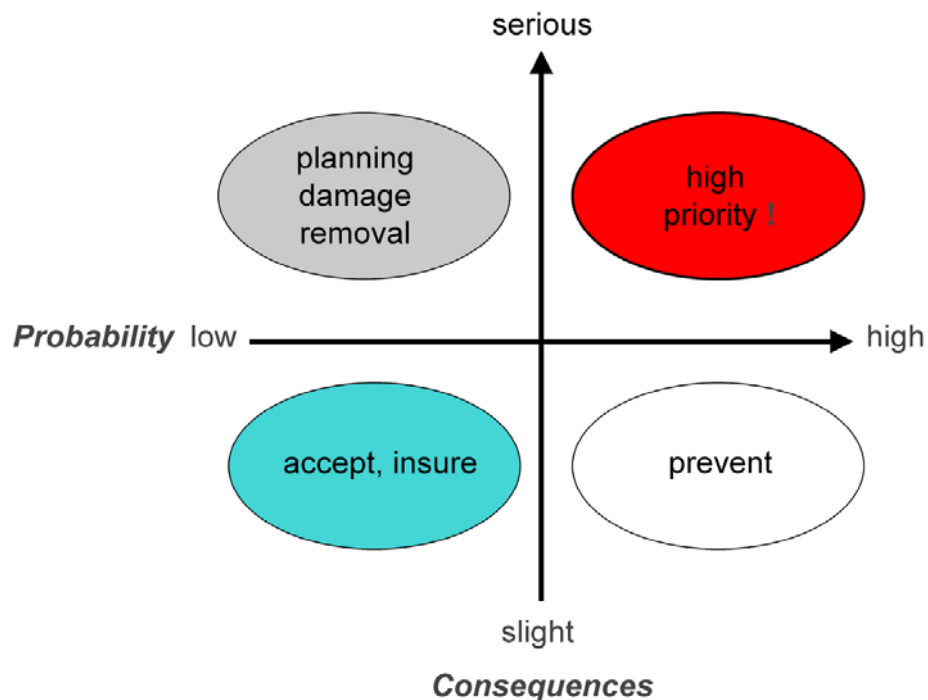 serious
planning
damage
removal
high
priority !
Probability low
high
accept, insure
prevent
slight
Consequences